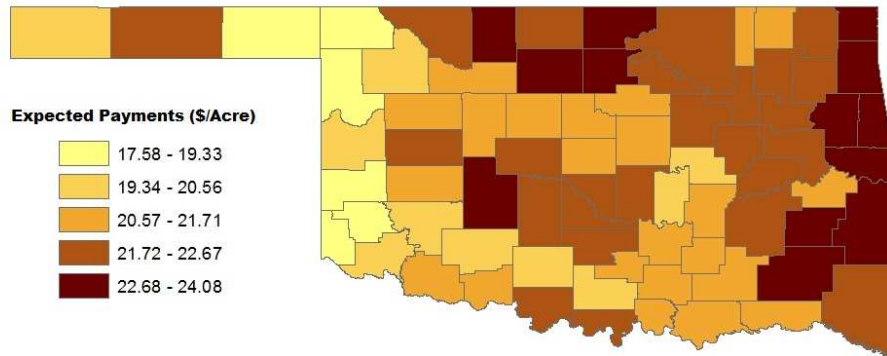 Expected Payments ($/Acre)
17.58 - 19.33
19.34 - 20.56
20.57 - 21.71
21.72 - 22.67
22.68 - 24.08